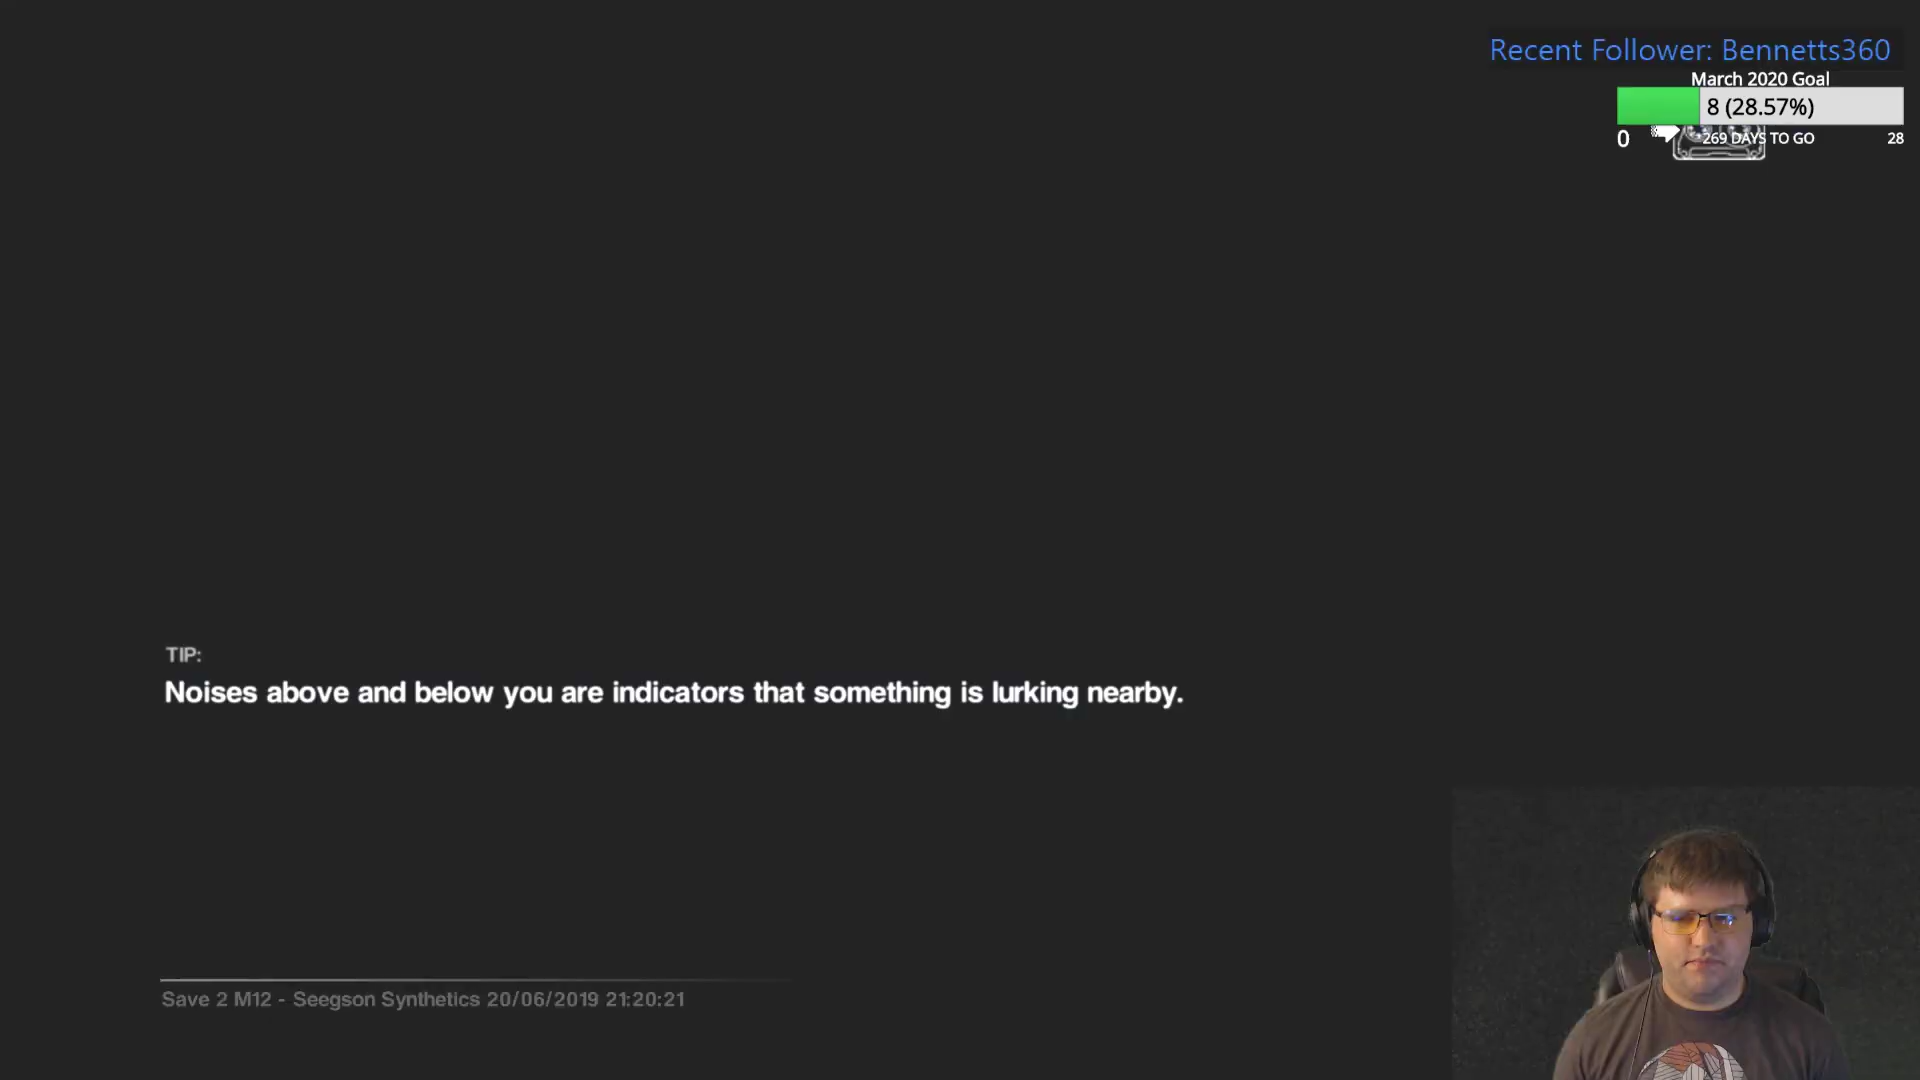 Recent Follower: Bennetts360
March 2020 Goal
8 (28.57%)
0 269 DAYS TO GO 28
TIP:
Noises above and below you are indicators that something is lurking nearby.
Save 2 M12 - Seegson Synthetics 20/06/2019 21:20:21